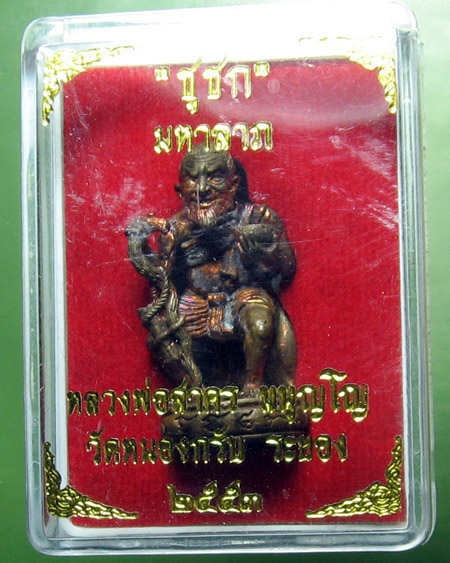 "ชูชก"
มหาลาภ
หลวงพ่อสาคร มนุญโญ
วัดหนองกรับ ระยอง
๒๕๕๓